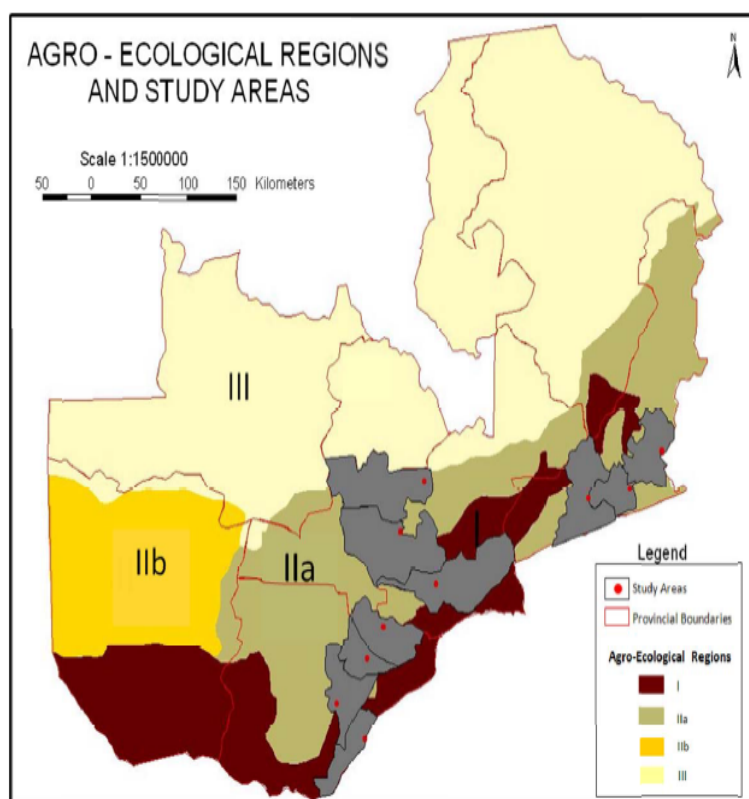 AGRO - ECOLOGICAL REGIONS
AND STUDY AREAS
N
Scale 1:1500000
50 0 50 100 150 Kilometers
III
I
IIb
IIa
Legend
Study Areas
Provincial Boundaries
Agro-Ecological Regions
I
IIa
IIb
III